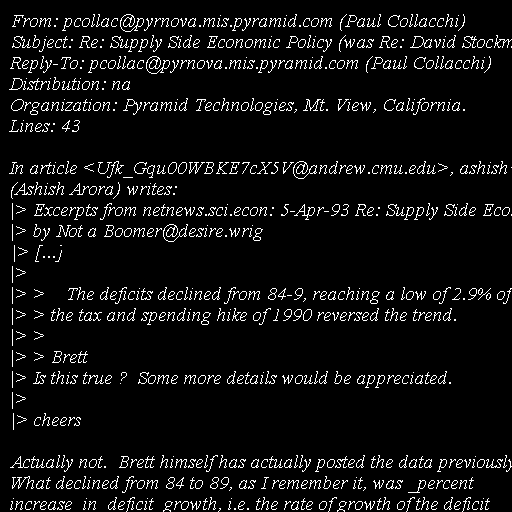 From: pcollac@pyrnova.mis.pyramid.com (Paul Collacchi)
Subject: Re: Supply Side Economic Policy (was Re: David Stockm
Reply-To: pcollac@pyrnova.mis.pyramid.com (Paul Collacchi)
Distribution: na
Organization: Pyramid Technologies, Mt. View, California.
Lines: 43

In article <Ufk_Gqu00WBKE7cX5V@andrew.cmu.edu>, ashish
(Ashish Arora) writes:
|> Excerpts from netnews.sci.econ: 5-Apr-93 Re: Supply Side Eco
|> by Not a Boomer@desire.wrig
|> [...j
|>
|> >    The deficits declined from 84-9, reaching a low of 2.9% of
|> > the tax and spending hike of 1990 reversed the trend.
|> >
|> > Brett
|> Is this true ?  Some more details would be appreciated.
|>
|> cheers

Actually not.  Brett himself has actually posted the data previously
What declined from 84 to 89, as I remember it, was _percent
increase_in_deficit_growth, i.e. the rate of growth of the deficit